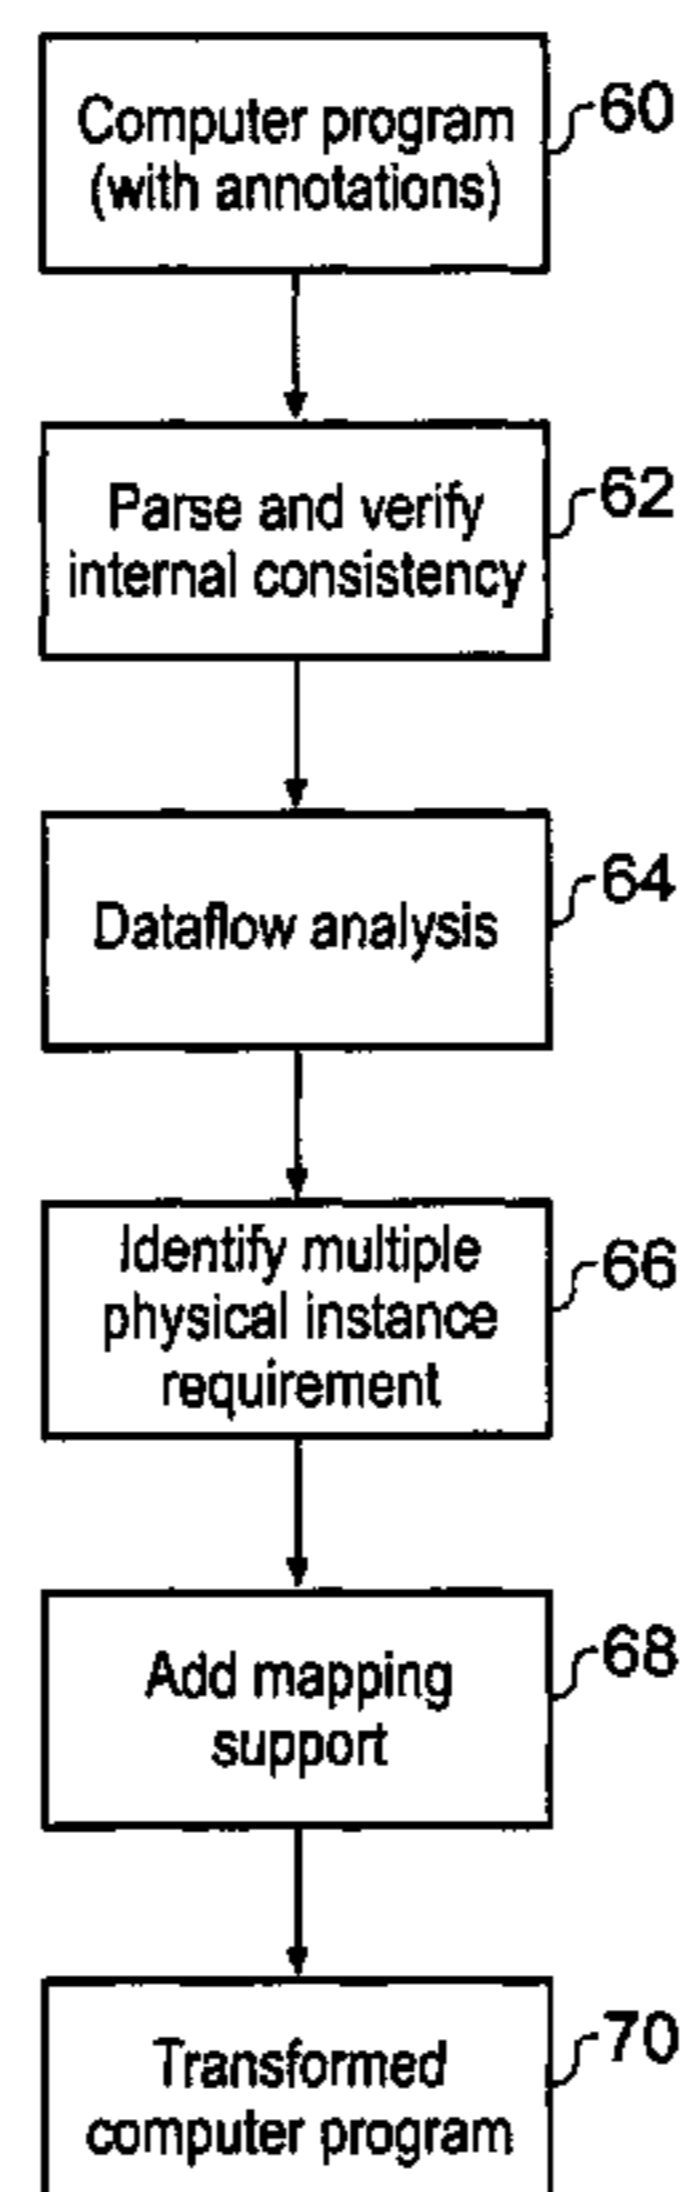 Computer program
(with annotations)
60
Parse and verify
internal consistency
62
Dataflow analysis
64
Identify multiple
physical instance
requirement
66
Add mapping
support
68
Transformed
computer program
70